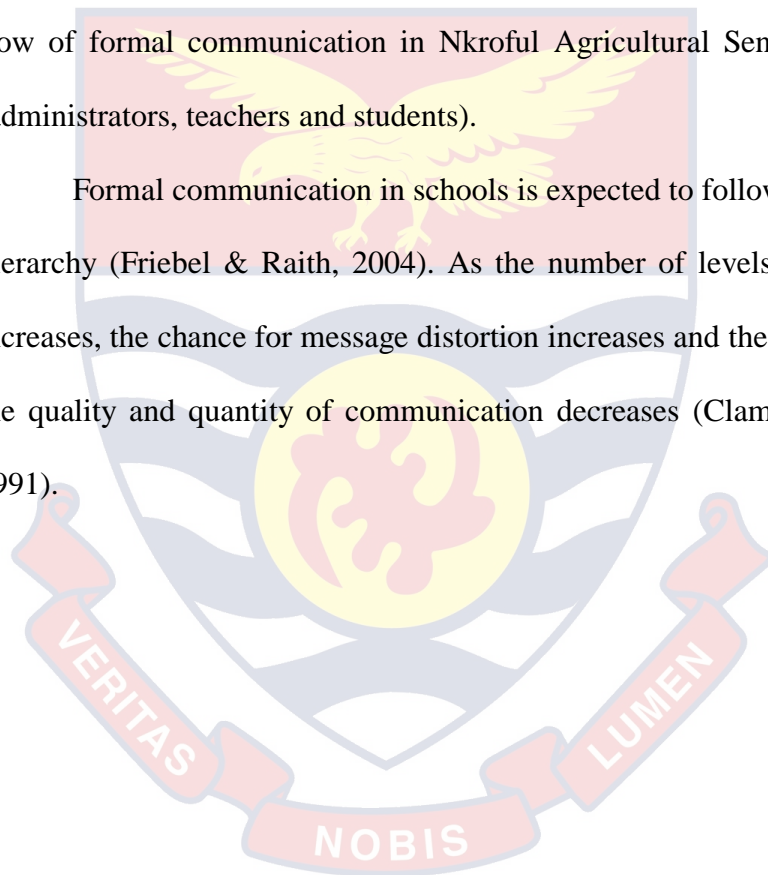 ow of formal communication in Nkroful Agricultural Sen
dministrators, teachers and students).
Formal communication in schools is expected to follow
erarchy (Friebel & Raith, 2004). As the number of levels
creases, the chance for message distortion increases and the
e quality and quantity of communication decreases (Clam
991).
VERITAS
NOBIS
LUMEN